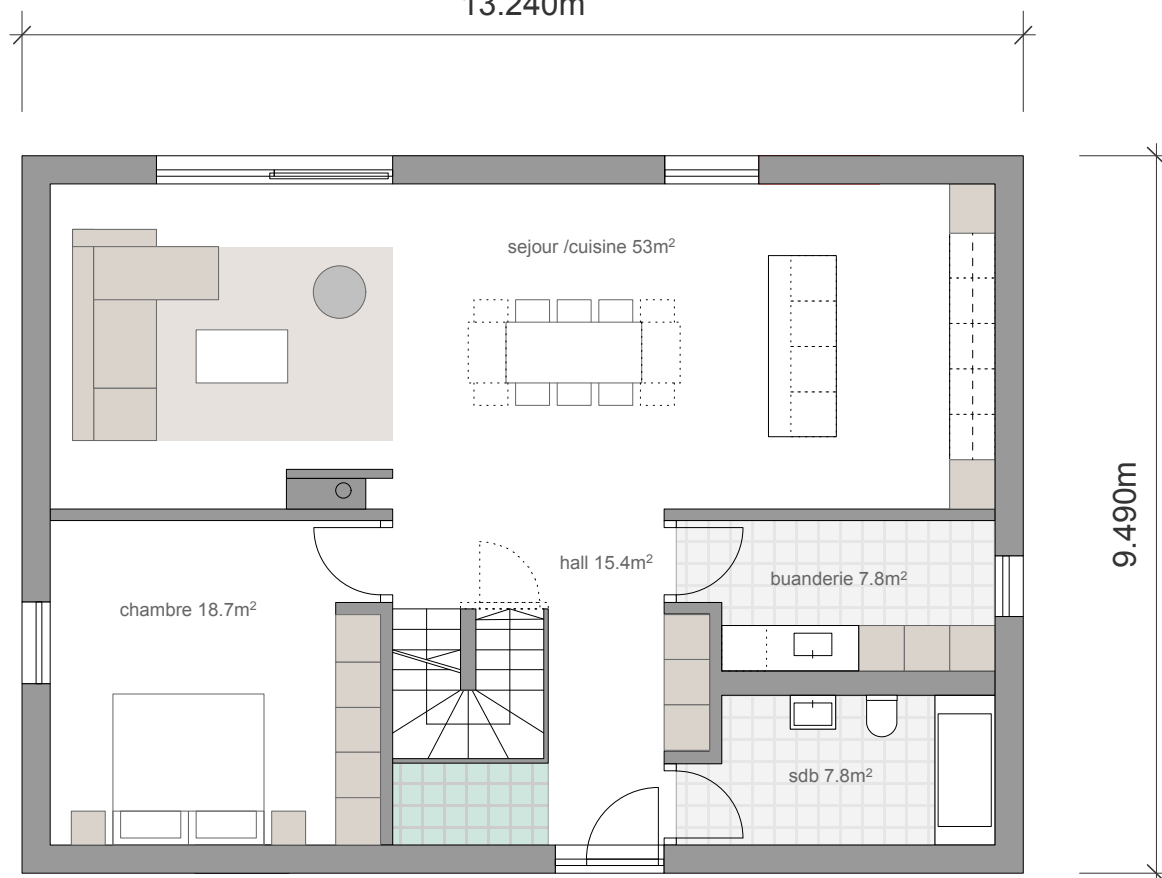 13.240m
sejour /cuisine 53m²
9.490m
hall 15.4m²
buanderie 7.8m²
chambre 18.7m²
sdb 7.8m²